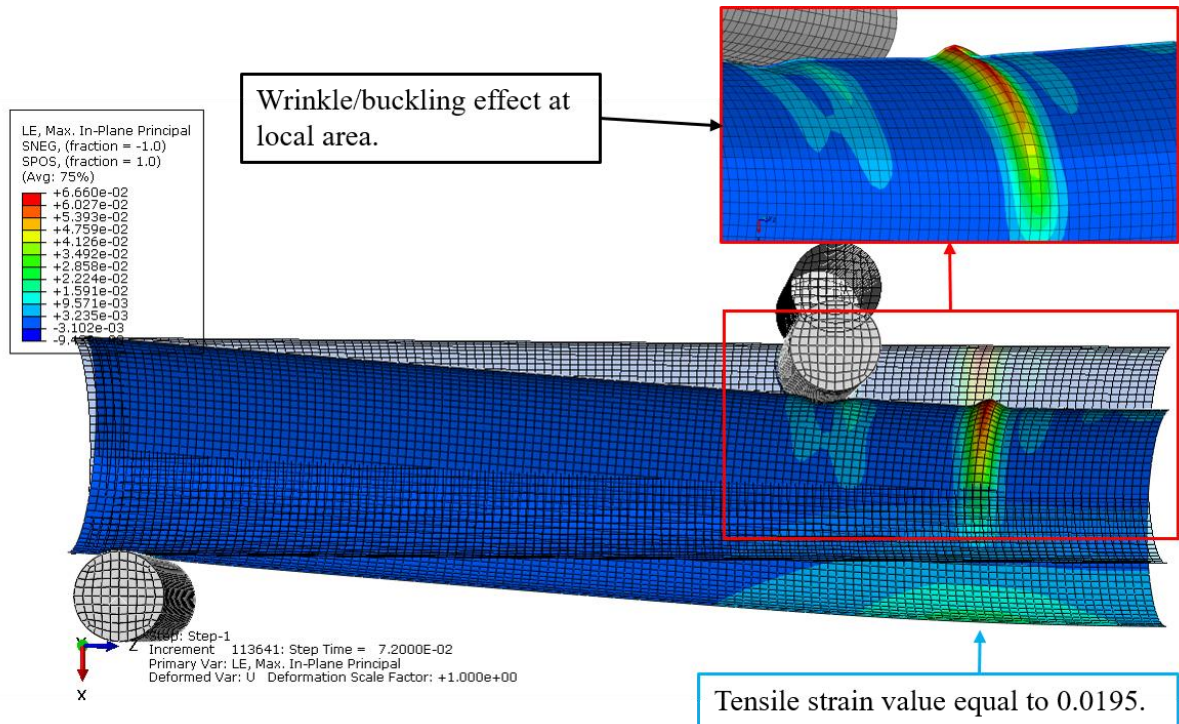 Wrinkle/buckling effect at
local area.
LE, Max. In-Plane Principal
SNEG, (fraction = -1.0)
SPOS, (fraction = 1.0)
(Avg: 75%)
+6.660e-02
+6.027e-02
+5.393e-02
+4.759e-02
+4.126e-02
+3.492e-02
+2.858e-02
+2.224e-02
+1.591e-02
+9.571e-03
+3.235e-03
-3.102e-03
Z
X
Step: Step-1
Increment 113641: Step Time = 7.2000E-02
Primary Var: LE, Max. In-Plane Principal
Deformed Var: U Deformation Scale Factor: +1.000e+00
Tensile strain value equal to 0.0195.